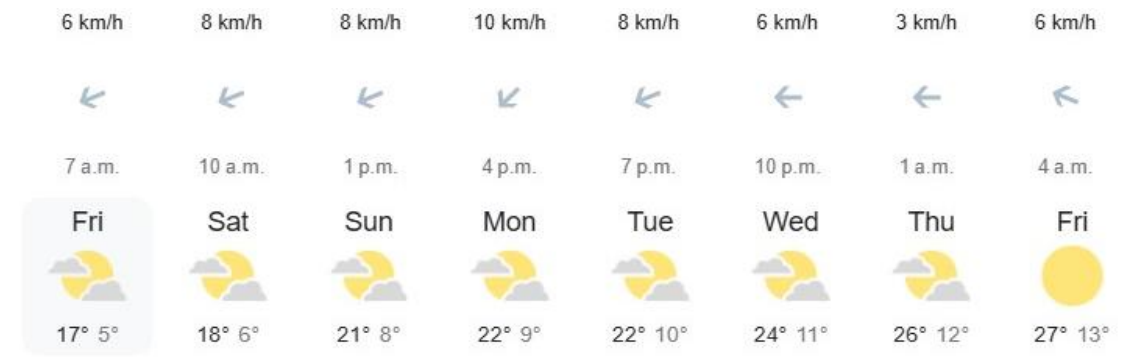 6 km/h 8 km/h 8 km/h 10 km/h 8 km/h 6 km/h 3 km/h 6 km/h
7 a.m. 10 a.m. 1 p.m. 4 p.m. 7 p.m. 10 p.m. 1 a.m. 4 a.m.
Fri Sat Sun Mon Tue Wed Thu Fri
17° 5° 18° 6° 21° 8° 22° 9° 22° 10° 24° 11° 26° 12° 27° 13°